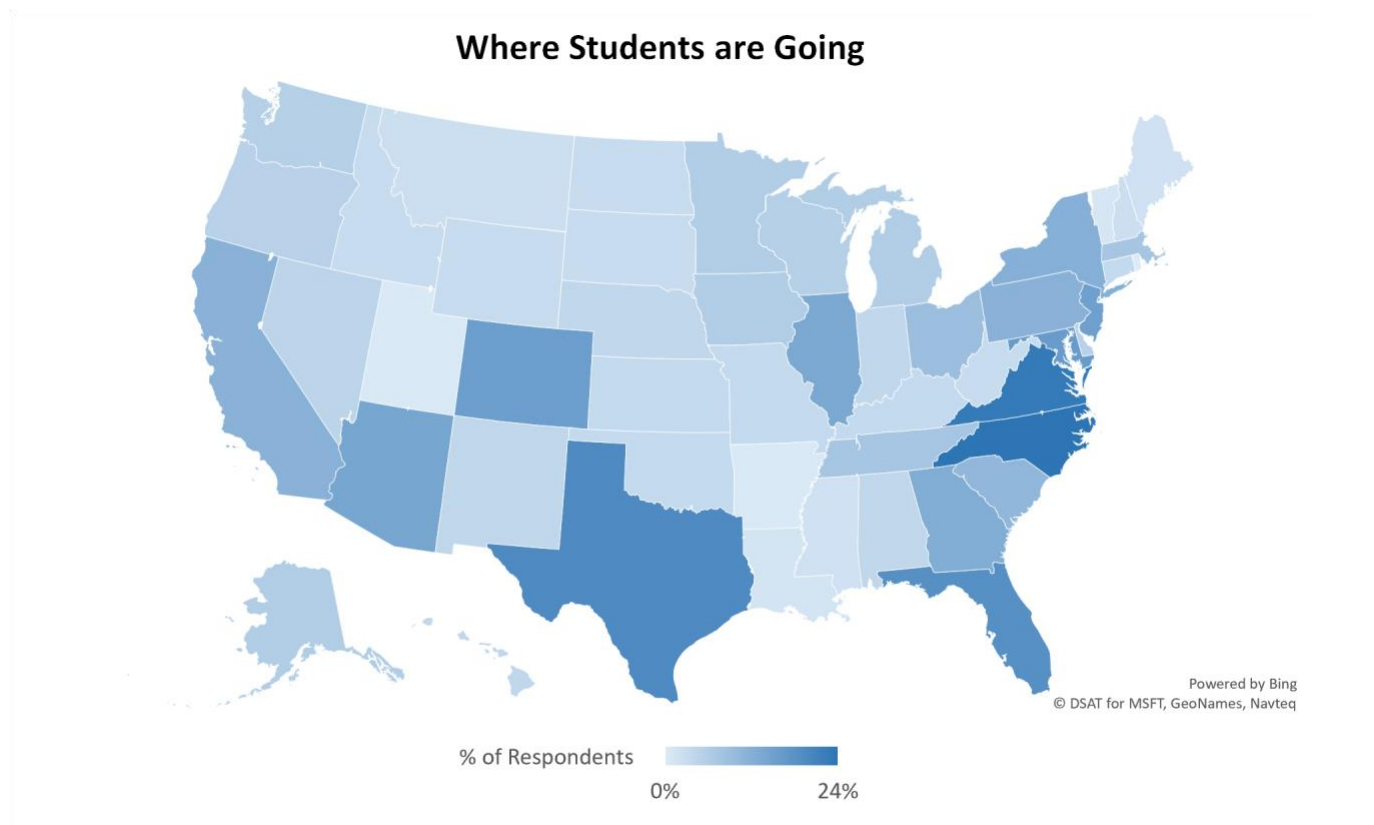 Where Students are Going
Powered by Bing
© DSAT for MSFT, GeoNames, Navteq
% of Respondents
0% 24%